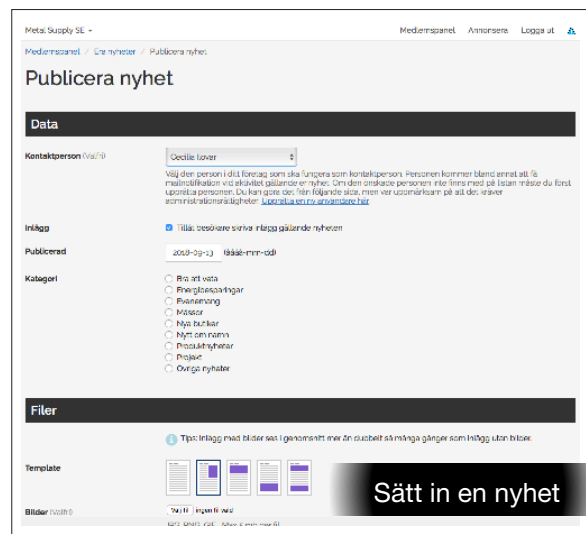 Metal Supply SE
Medlemspanel Annonsera Logga ut
Medlemspanel / Era nyheter / Publicera nyhet
Publicera nyhet
Data
Kontaktperson (Valfri)
Cecilia
Välj den person i ditt företag som ska fungera som kontaktperson. Personen kommer bland annat att få
mailnotifikation vid aktivitet gällande er nyhet. Om den önskade personen inte finns med på listan måste du först
upprätta personen. Du kan göra det från följande sida, men var uppmärksam på att det kräver
administrationsrättigheter. Upprätta en ny användare här
Inlägg
Tillåt besökare skriva inlägg gällande nyheten
Publicerad
2018-09-13 (åååå-mm-dd)
Kategori
Bra att veta
Energibesparingar
Evenemang
Mässor
Nya butiker
Nytt om namn
Produktnyheter
Projekt
Övriga nyheter
Filer
Tips: Inlägg med bilder ses i genomsnitt mer än dubbelt så många gånger som inlägg utan bilder.
Template
Sätt in en nyhet
Bilder (Valfri)
Välj fil ingen fil vald